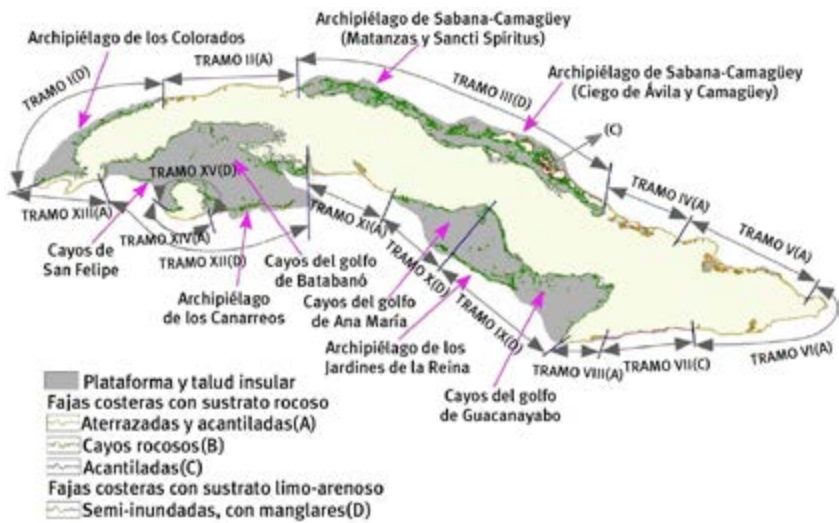 Archipiélago de Sabana-Camagüey
(Matanzas y Sancti Spiritus)
Archipiélago de los Colorados
TRAMO II(A)
TRAMO I(D)
Archipiélago de Sabana-Camagüey
(Ciego de Ávila y Camagüey)
TRAMO III(D)
(C)
TRAMO XV(D)
TRAMO IV(A)
TRAMO XIII(A)
TRAMO XI(A)
TRAMO V(A)
TRAMO XIV(A)
Cayos de
San Felipe
TRAMO XII(D)
Cayos del golfo
de Batabanó
TRAMO X(D)
Archipiélago
de los Canarreos
Cayos del golfo
de Ana María
TRAMO IX(D)
Archipiélago de los
Jardines de la Reina
TRAMO VIII(A)
TRAMO VII(C)
TRAMO VI(A)
Cayos del golfo
de Guacanayabo
Plataforma y talud insular
Fajas costeras con sustrato rocoso
Aterrazadas y acantiladas(A)
Cayos rocosos(B)
Acantiladas(C)
Fajas costeras con sustrato limo-arenoso
Semi-inundadas, con manglares(D)